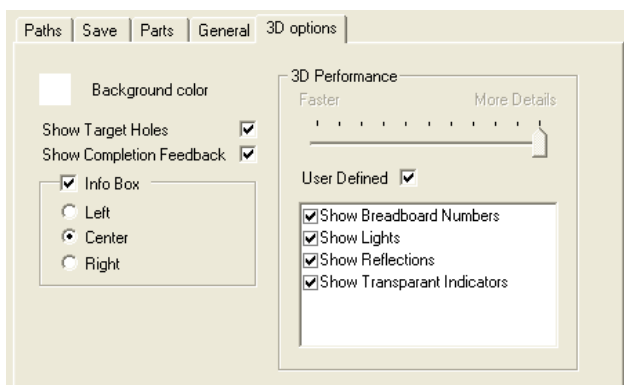 Paths Save Parts General 3D options
Background color
Show Target Holes
Show Completion Feedback
Info Box
Left
Center
Right
3D Performance
Faster More Details
User Defined
Show Breadboard Numbers
Show Lights
Show Reflections
Show Transparant Indicators